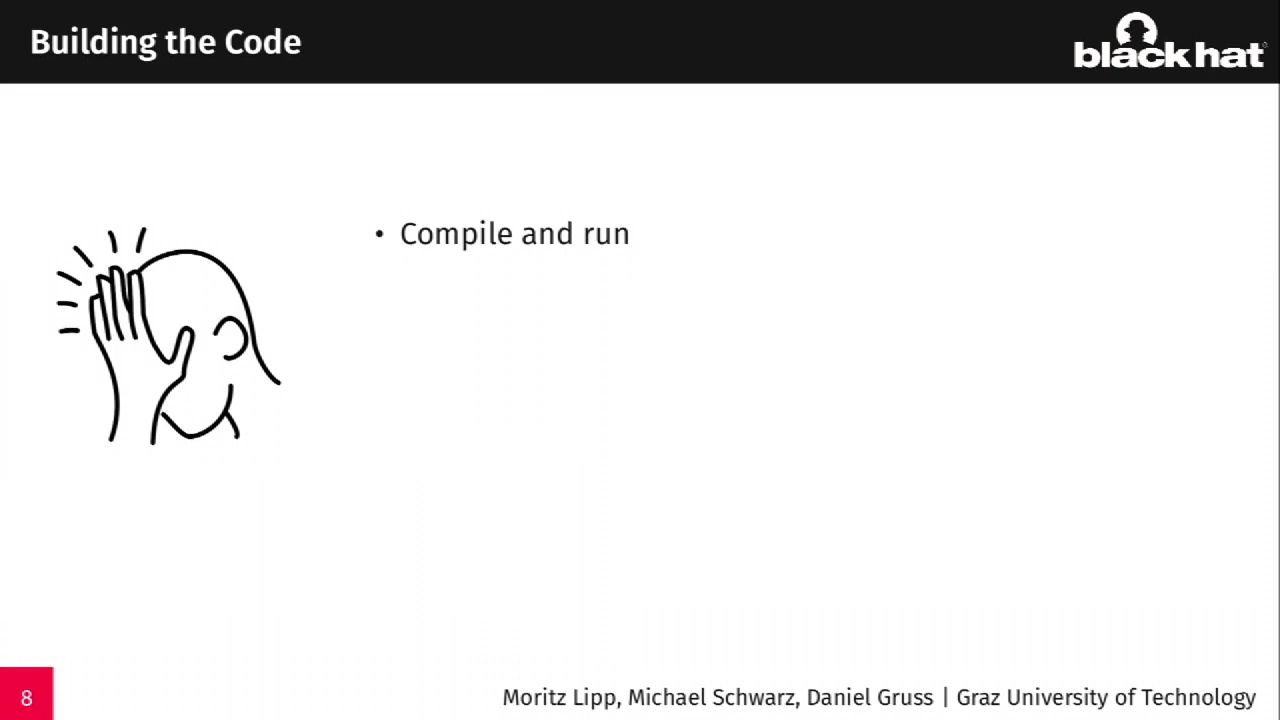 Building the Code
black hat
• Compile and run
8
Moritz Lipp, Michael Schwarz, Daniel Gruss | Graz University of Technology